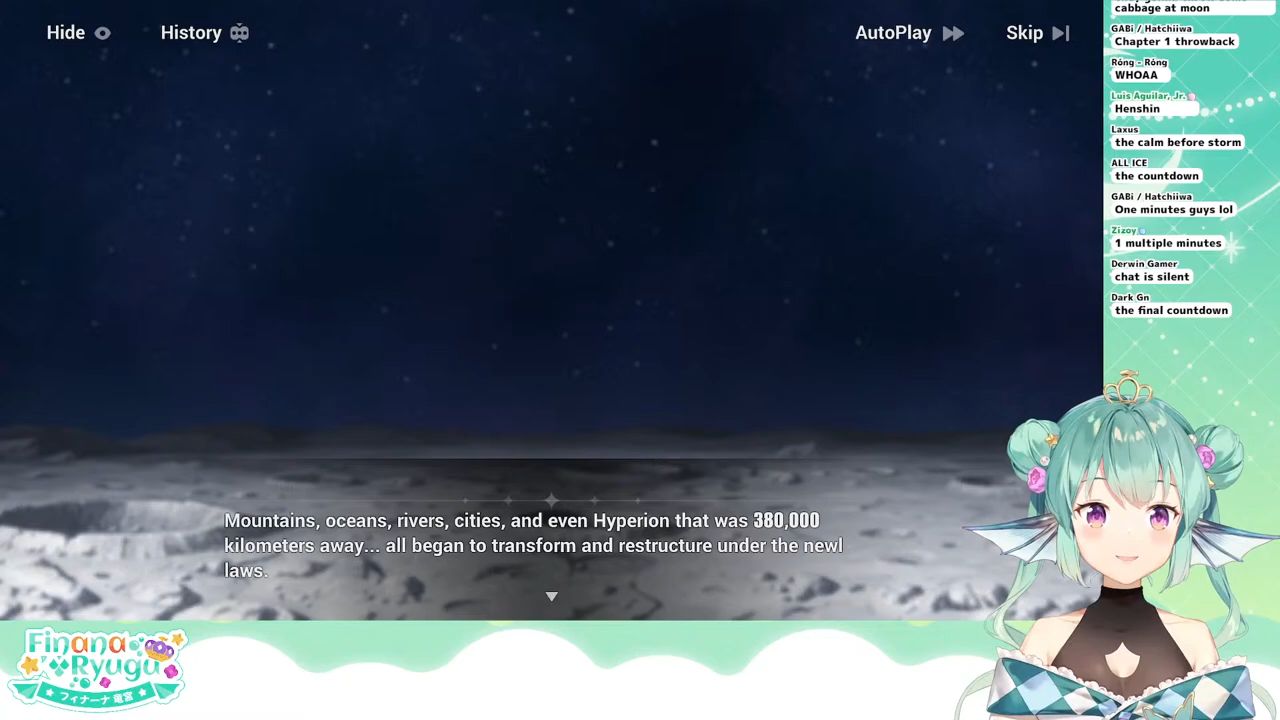 Hide
History
AutoPlay
Skip
Mountains, oceans, rivers, cities, and even Hyperion that was 380,000
kilometers away... all began to transform and restructure under the newl
laws.
cabbage at moon
GABi / Hatchiiwa
Chapter 1 throwback
Róng - Róng
WHOAA
Luis Aguilar, Jr.
Henshin
Laxus
the calm before storm
ALL ICE
the countdown
GABi / Hatchiiwa
One minutes guys lol
Zizoy
1 multiple minutes
Derwin Gamer
chat is silent
Dark Gn
the final countdown
Finana
Ryugu
フィナーナ 竜宮